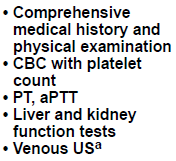 • Comprehensive
medical history and
physical examination
• CBC with platelet
count
• PT, aPTT
• Liver and kidney
function tests
• Venous USª